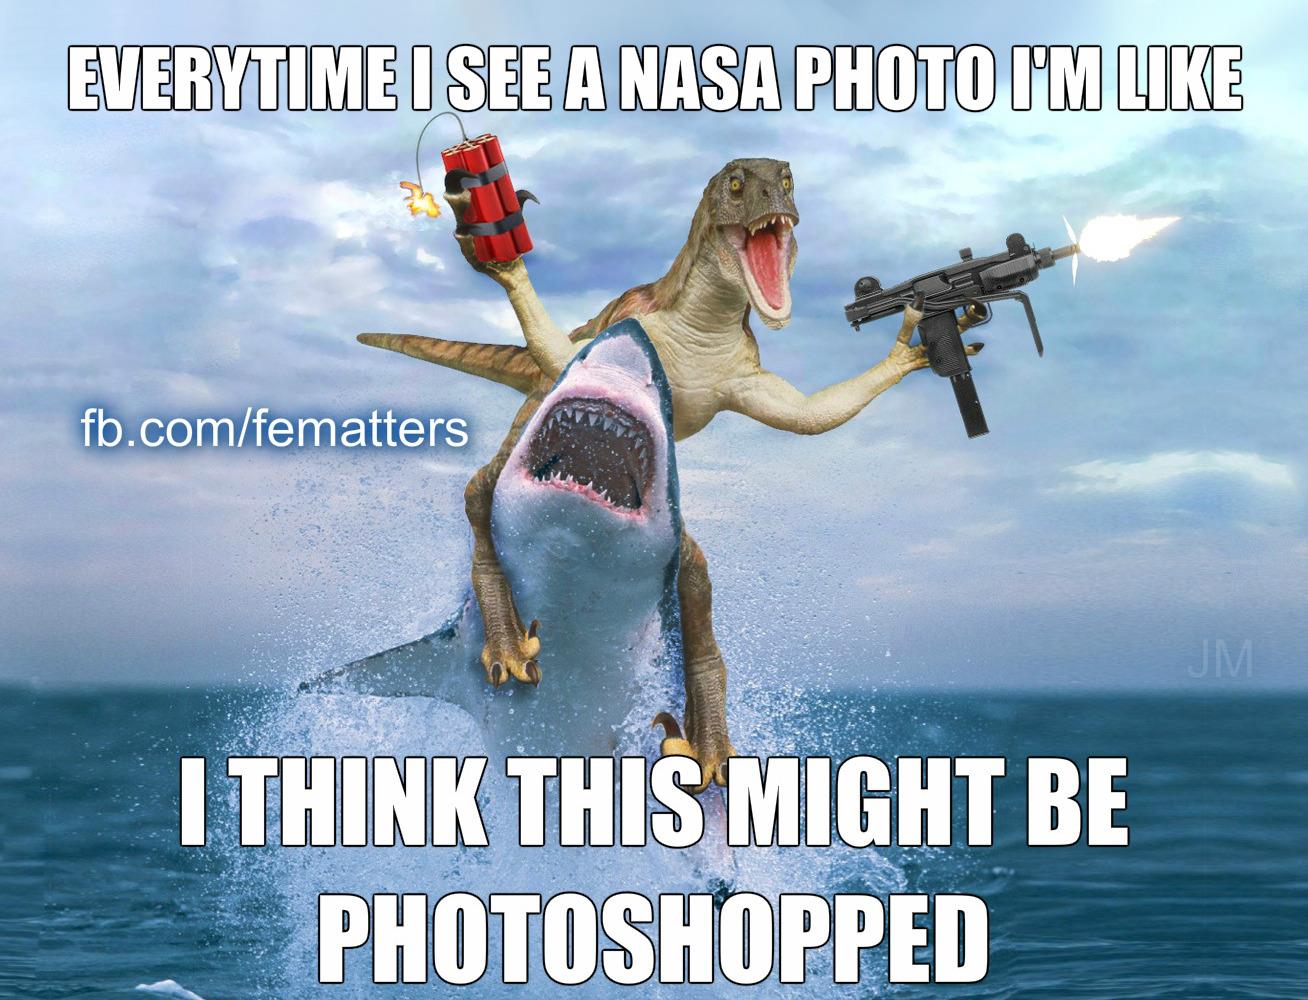 EVERYTIME I SEE A NASA PHOTO I'M LIKE
fb.com/fematters
JM
I THINK THIS MIGHT BE
PHOTOSHOPPED